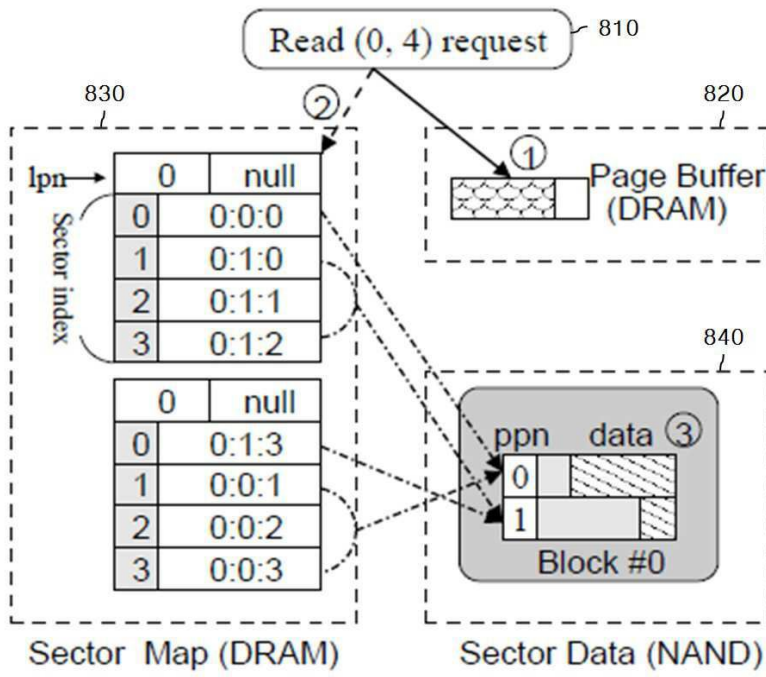 Read (0, 4) request
810
830
②
820
①
lpn
0 null
Page Buffer
(DRAM)
Sector index
0 0:0:0
1 0:1:0
2 0:1:1
3 0:1:2
840
0 null
0 0:1:3
1 0:0:1
2 0:0:2
3 0:0:3
ppn data ③
0
1
Block #0
Sector Map (DRAM)
Sector Data (NAND)